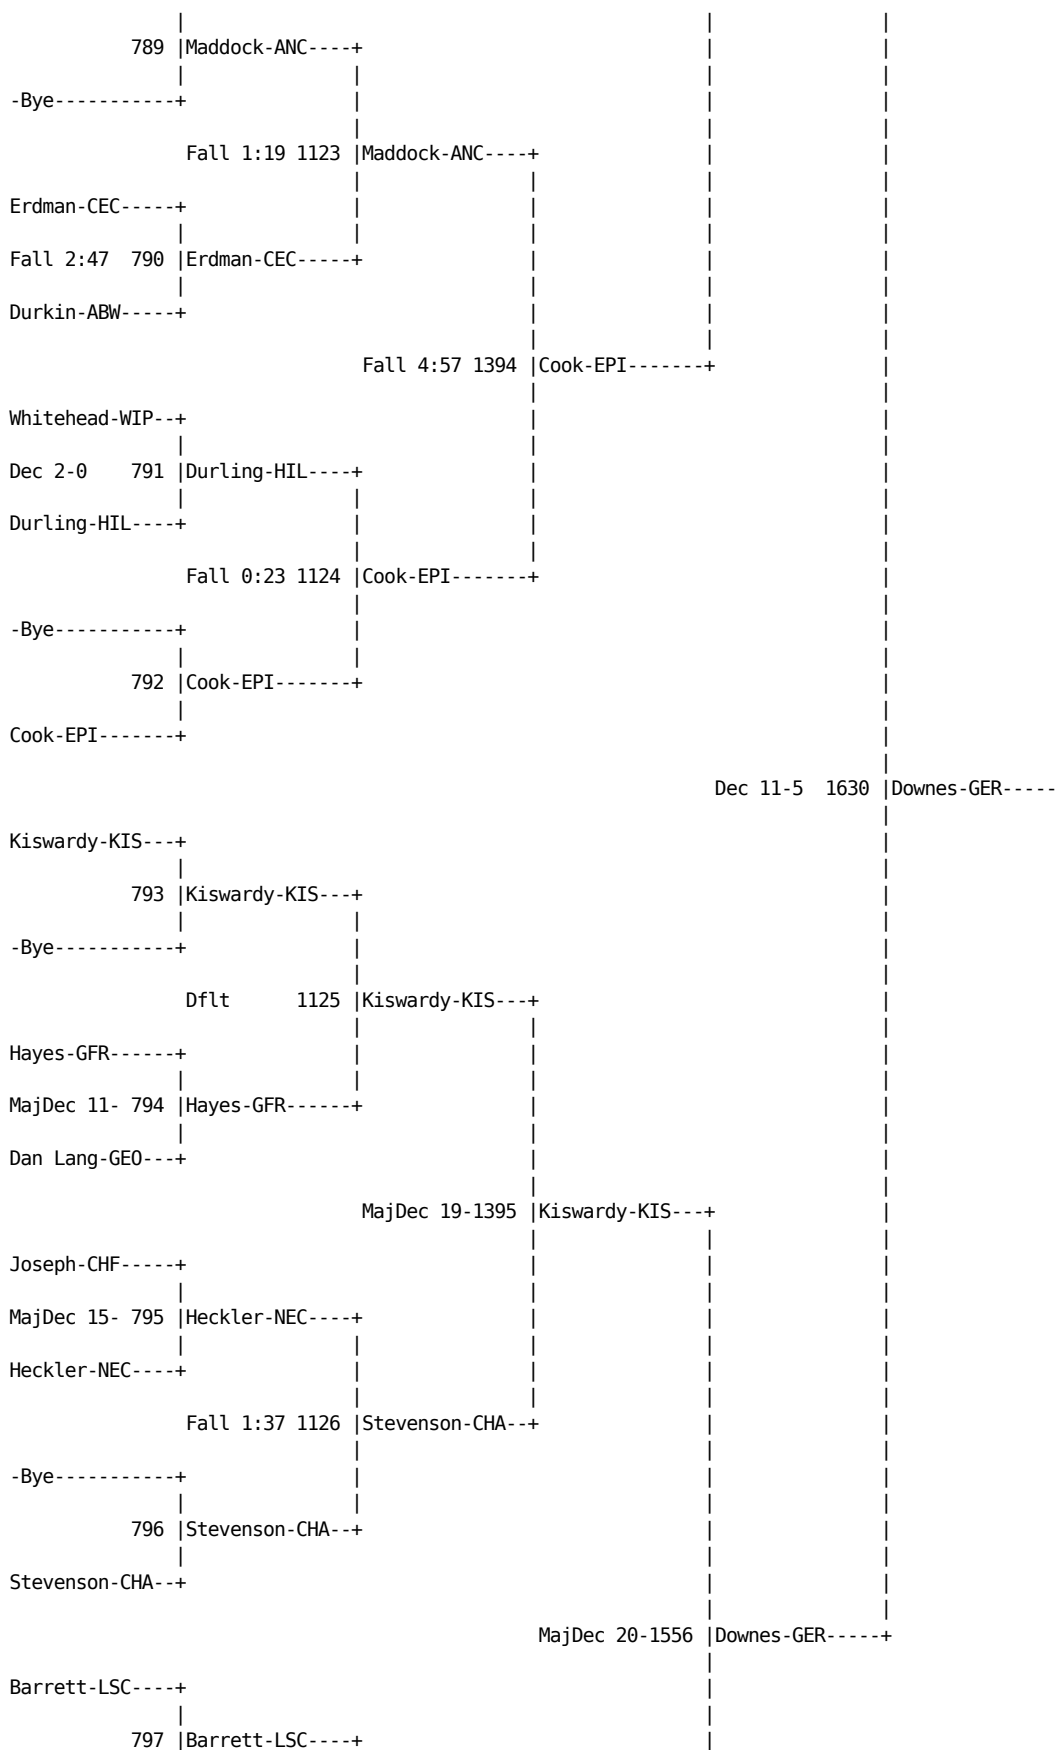 789 |Maddock-ANC----+
-Bye-----------+
Fall 1:19 1123 |Maddock-ANC----+
Erdman-CEC-----+
Fall 2:47  790 |Erdman-CEC-----+
Durkin-ABW-----+
Fall 4:57 1394 |Cook-EPI-------+
Whitehead-WIP--+
Dec 2-0    791 |Durling-HIL----+
Durling-HIL----+
Fall 0:23 1124 |Cook-EPI-------+
-Bye-----------+
792 |Cook-EPI-------+
Cook-EPI-------+
Dec 11-5  1630 |Downes-GER-----
Kiswardy-KIS---+
793 |Kiswardy-KIS---+
-Bye-----------+
Dflt      1125 |Kiswardy-KIS---+
Hayes-GFR------+
MajDec 11- 794 |Hayes-GFR------+
Dan Lang-GEO---+
MajDec 19-1395 |Kiswardy-KIS---+
Joseph-CHF-----+
MajDec 15- 795 |Heckler-NEC----+
Heckler-NEC----+
Fall 1:37 1126 |Stevenson-CHA--+
-Bye-----------+
796 |Stevenson-CHA--+
Stevenson-CHA--+
MajDec 20-1556 |Downes-GER-----+
Barrett-LSC----+
797 |Barrett-LSC----+